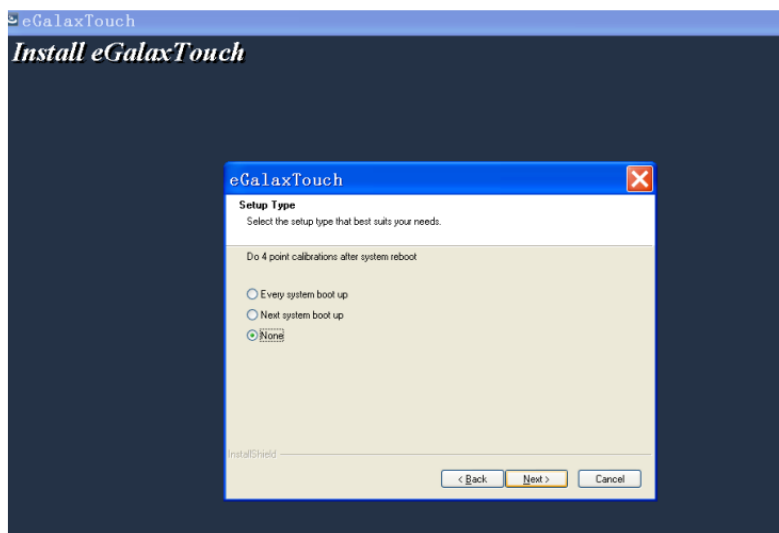 eGalaxTouch
Install eGalaxTouch
eGalaxTouch
Setup Type
Select the setup type that best suits your needs.
Do 4 point calibrations after system reboot
Every system boot up
Next system boot up
None
InstallShield
< Back Next > Cancel